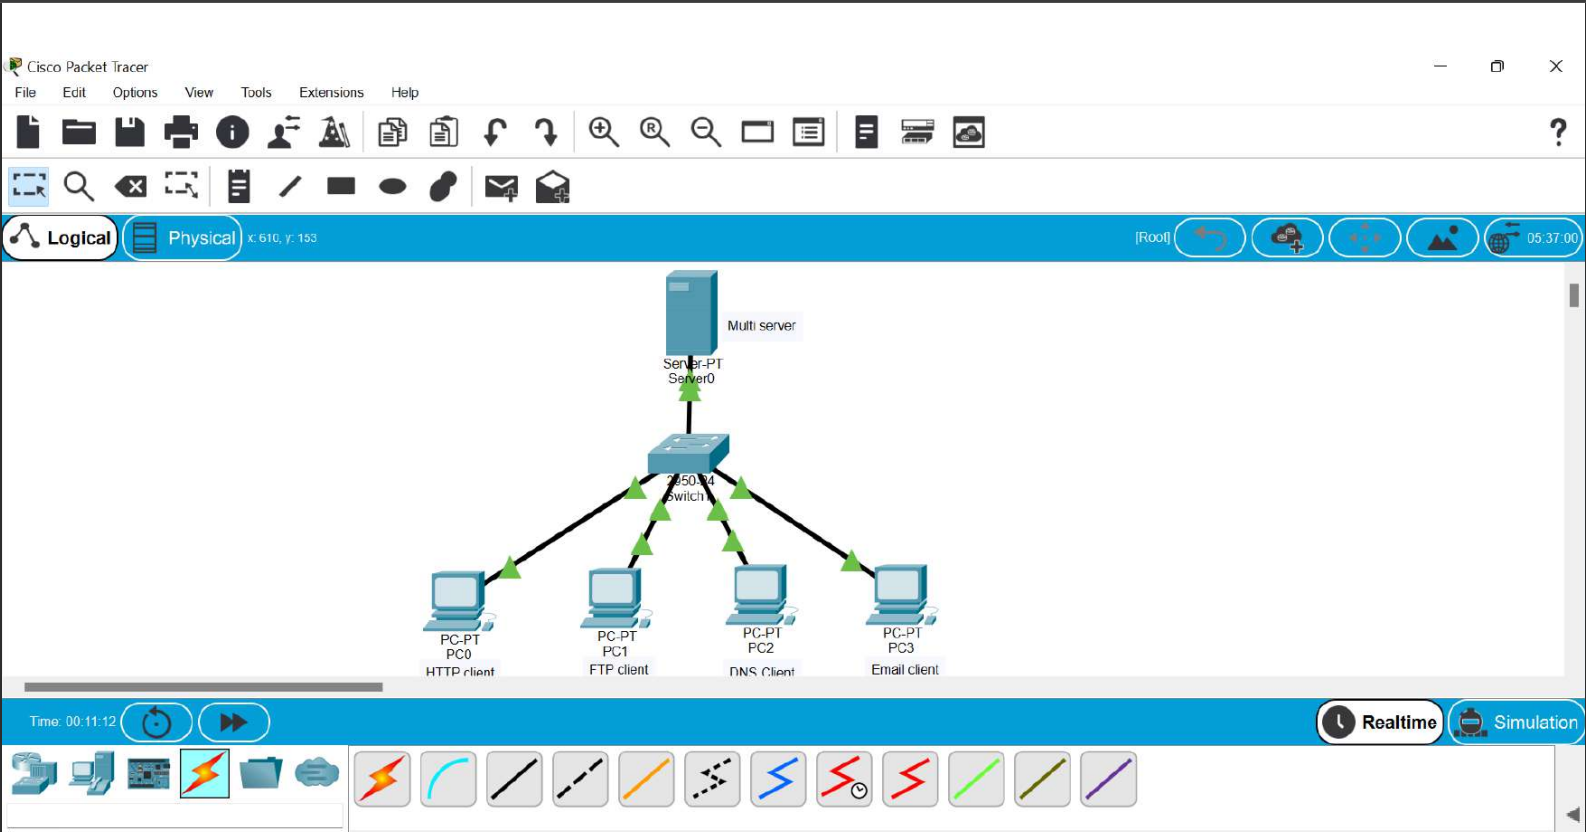 Cisco Packet Tracer
File Edit Options View Tools Extensions Help
R
i
?
Logical Physical x: 610, y: 153 [Root] 05:37:00
Multi server
Server-PT
Server0
2950-24
Switch1
PC-PT
PC0
HTTP client
PC-PT
PC1
FTP client
PC-PT
PC2
DNS Client
PC-PT
PC3
Email client
Time: 00:11:12 Realtime Simulation